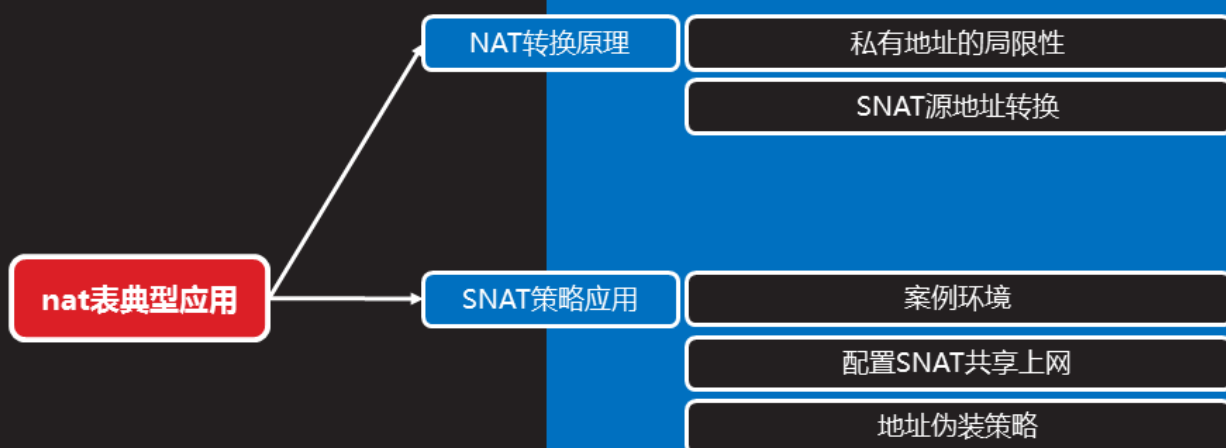 nat表典型应用
NAT转换原理
私有地址的局限性
SNAT源地址转换
SNAT策略应用
案例环境
配置SNAT共享上网
地址伪装策略